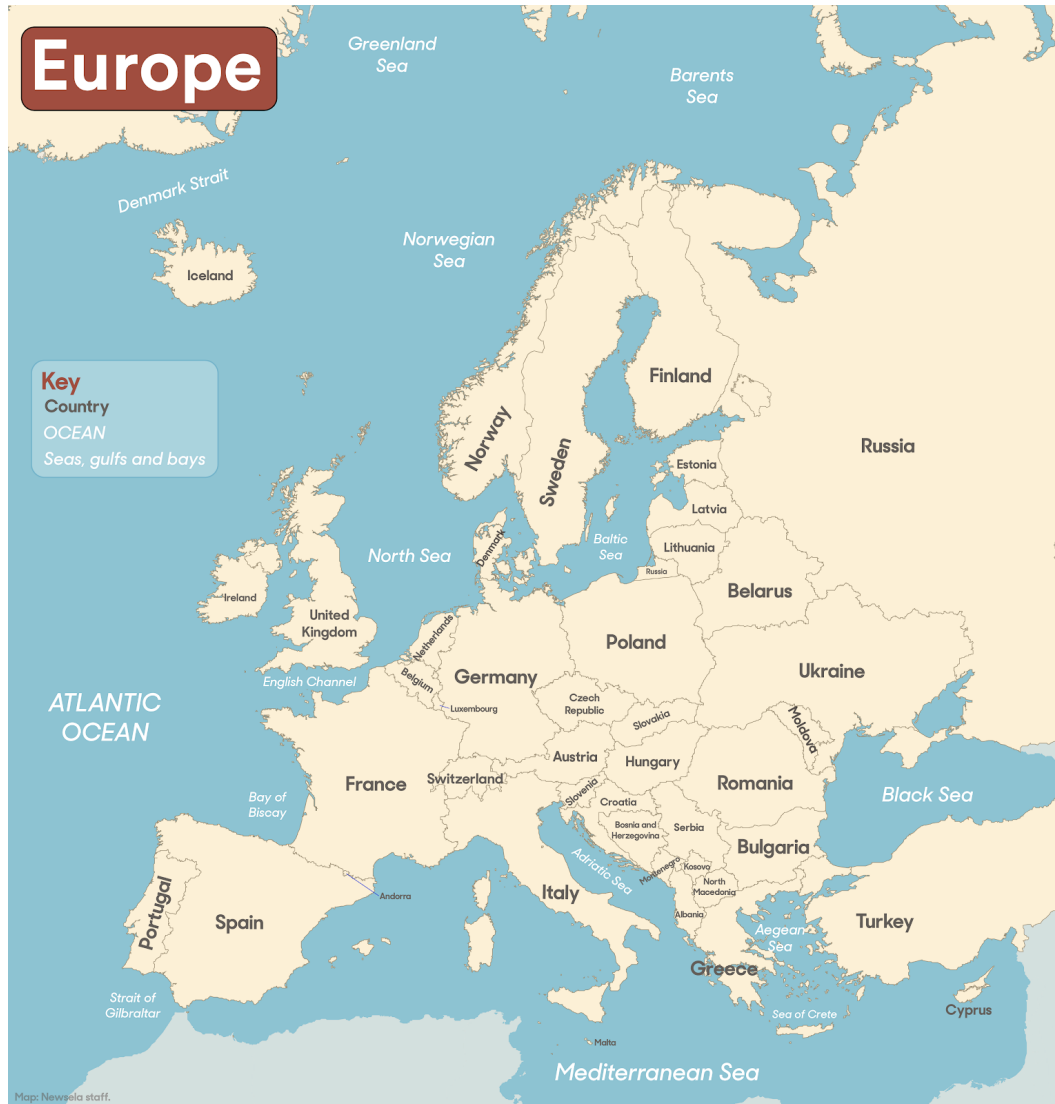 Europe
Greenland
Sea
Barents
Sea
Denmark Strait
Norwegian
Sea
Iceland
Key
Country
OCEAN
Seas, gulfs and bays
Finland
Norway
Sweden
Russia
Estonia
Latvia
North Sea
Denmark
Baltic
Sea
Lithuania
Russia
Belarus
Ireland
United
Kingdom
Netherlands
Poland
Germany
Ukraine
English Channel
Belgium
Luxembourg
Czech
Republic
Slovakia
Moldova
ATLANTIC
OCEAN
Austria
Hungary
France
Switzerland
Romania
Slovenia
Croatia
Black Sea
Bay of
Biscay
Bosnia and
Herzegovina
Serbia
Bulgaria
Adriatic Sea
Montenegro
Kosovo
North
Macedonia
Andorra
Italy
Albania
Portugal
Spain
Aegean
Sea
Turkey
Greece
Strait of
Gilbraltar
Sea of Crete
Cyprus
Malta
Mediterranean Sea
Map: Newsela staff.